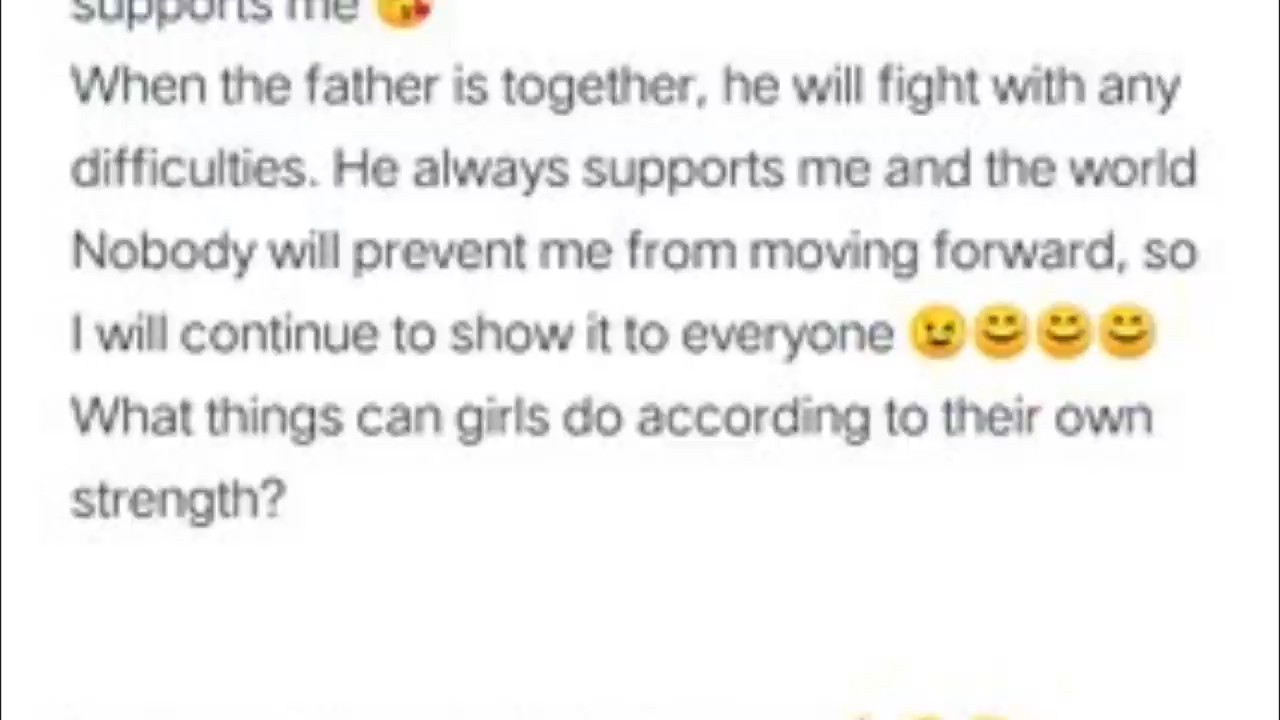 supports me 😘
When the father is together, he will fight with any
difficulties. He always supports me and the world
Nobody will prevent me from moving forward, so
I will continue to show it to everyone 😉😊😊😊
What things can girls do according to their own
strength?